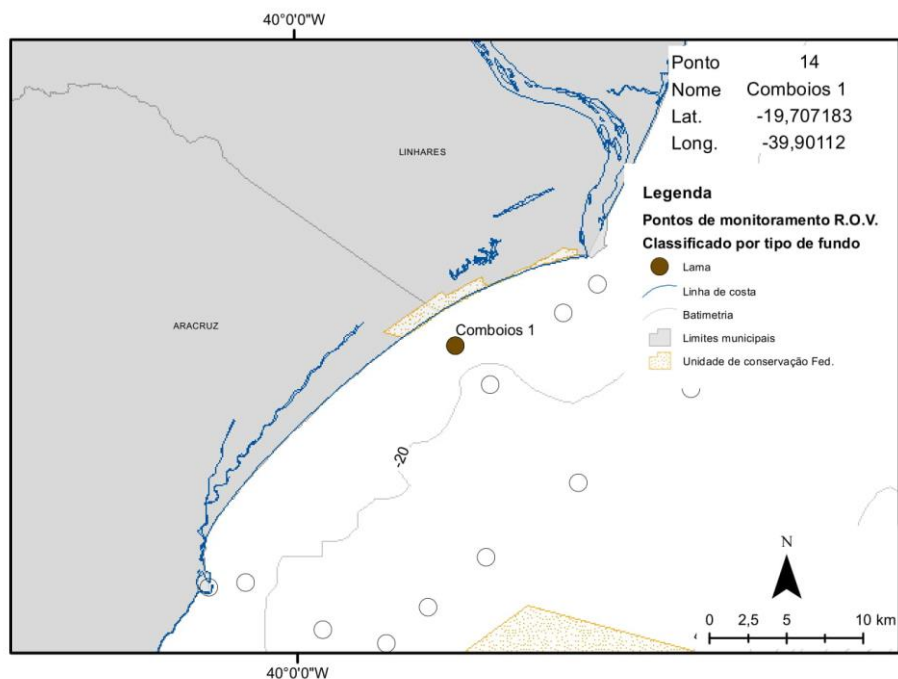 40°0'0"W
Ponto 14
Nome Comboios 1
Lat. -19,707183
Long. -39,90112
LINHARES
Legenda
Pontos de monitoramento R.O.V.
Classificado por tipo de fundo
Lama
Linha de costa
Batimetria
Limites municipais
Unidade de conservação Fed.
ARACRUZ
Comboios 1
-20
N
0 2,5 5 10 km
40°0'0"W